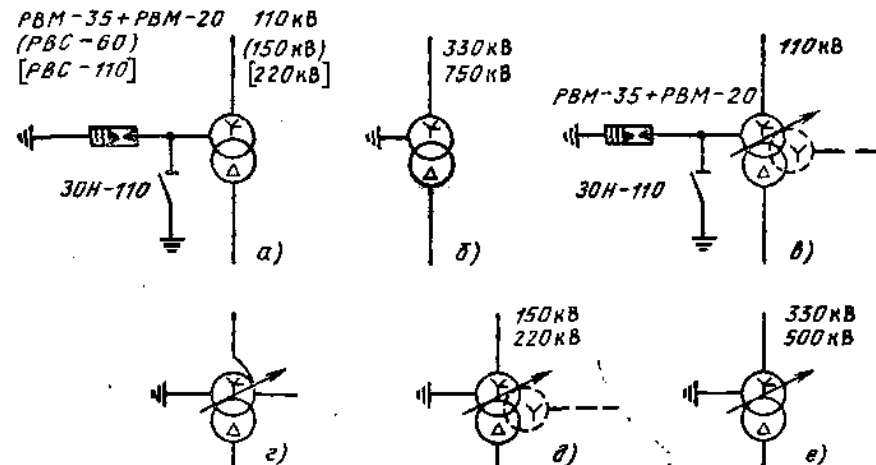 РВМ-35+РВМ-20 110кВ
(РВС-60) (150кВ)
[РВС-110] [220кВ]
ЗОН-110
а)
330кВ
750кВ
б)
110кВ
РВМ-35+РВМ-20
ЗОН-110
в)
г)
150кВ
220кВ
д)
330кВ
500кВ
е)